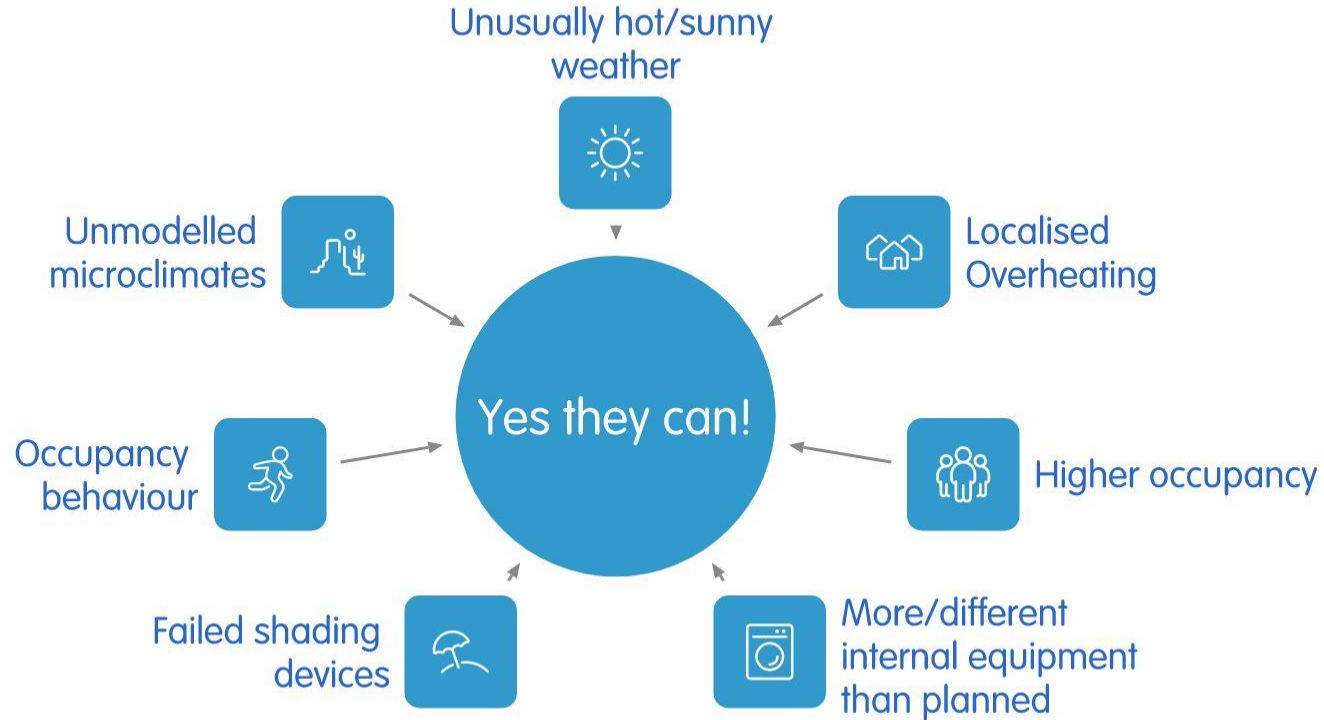 Unusually hot/sunny
weather
Unmodelled
microclimates
Localised
Overheating
Yes they can!
Occupancy
behaviour
Higher occupancy
Failed shading
devices
More/different
internal equipment
than planned